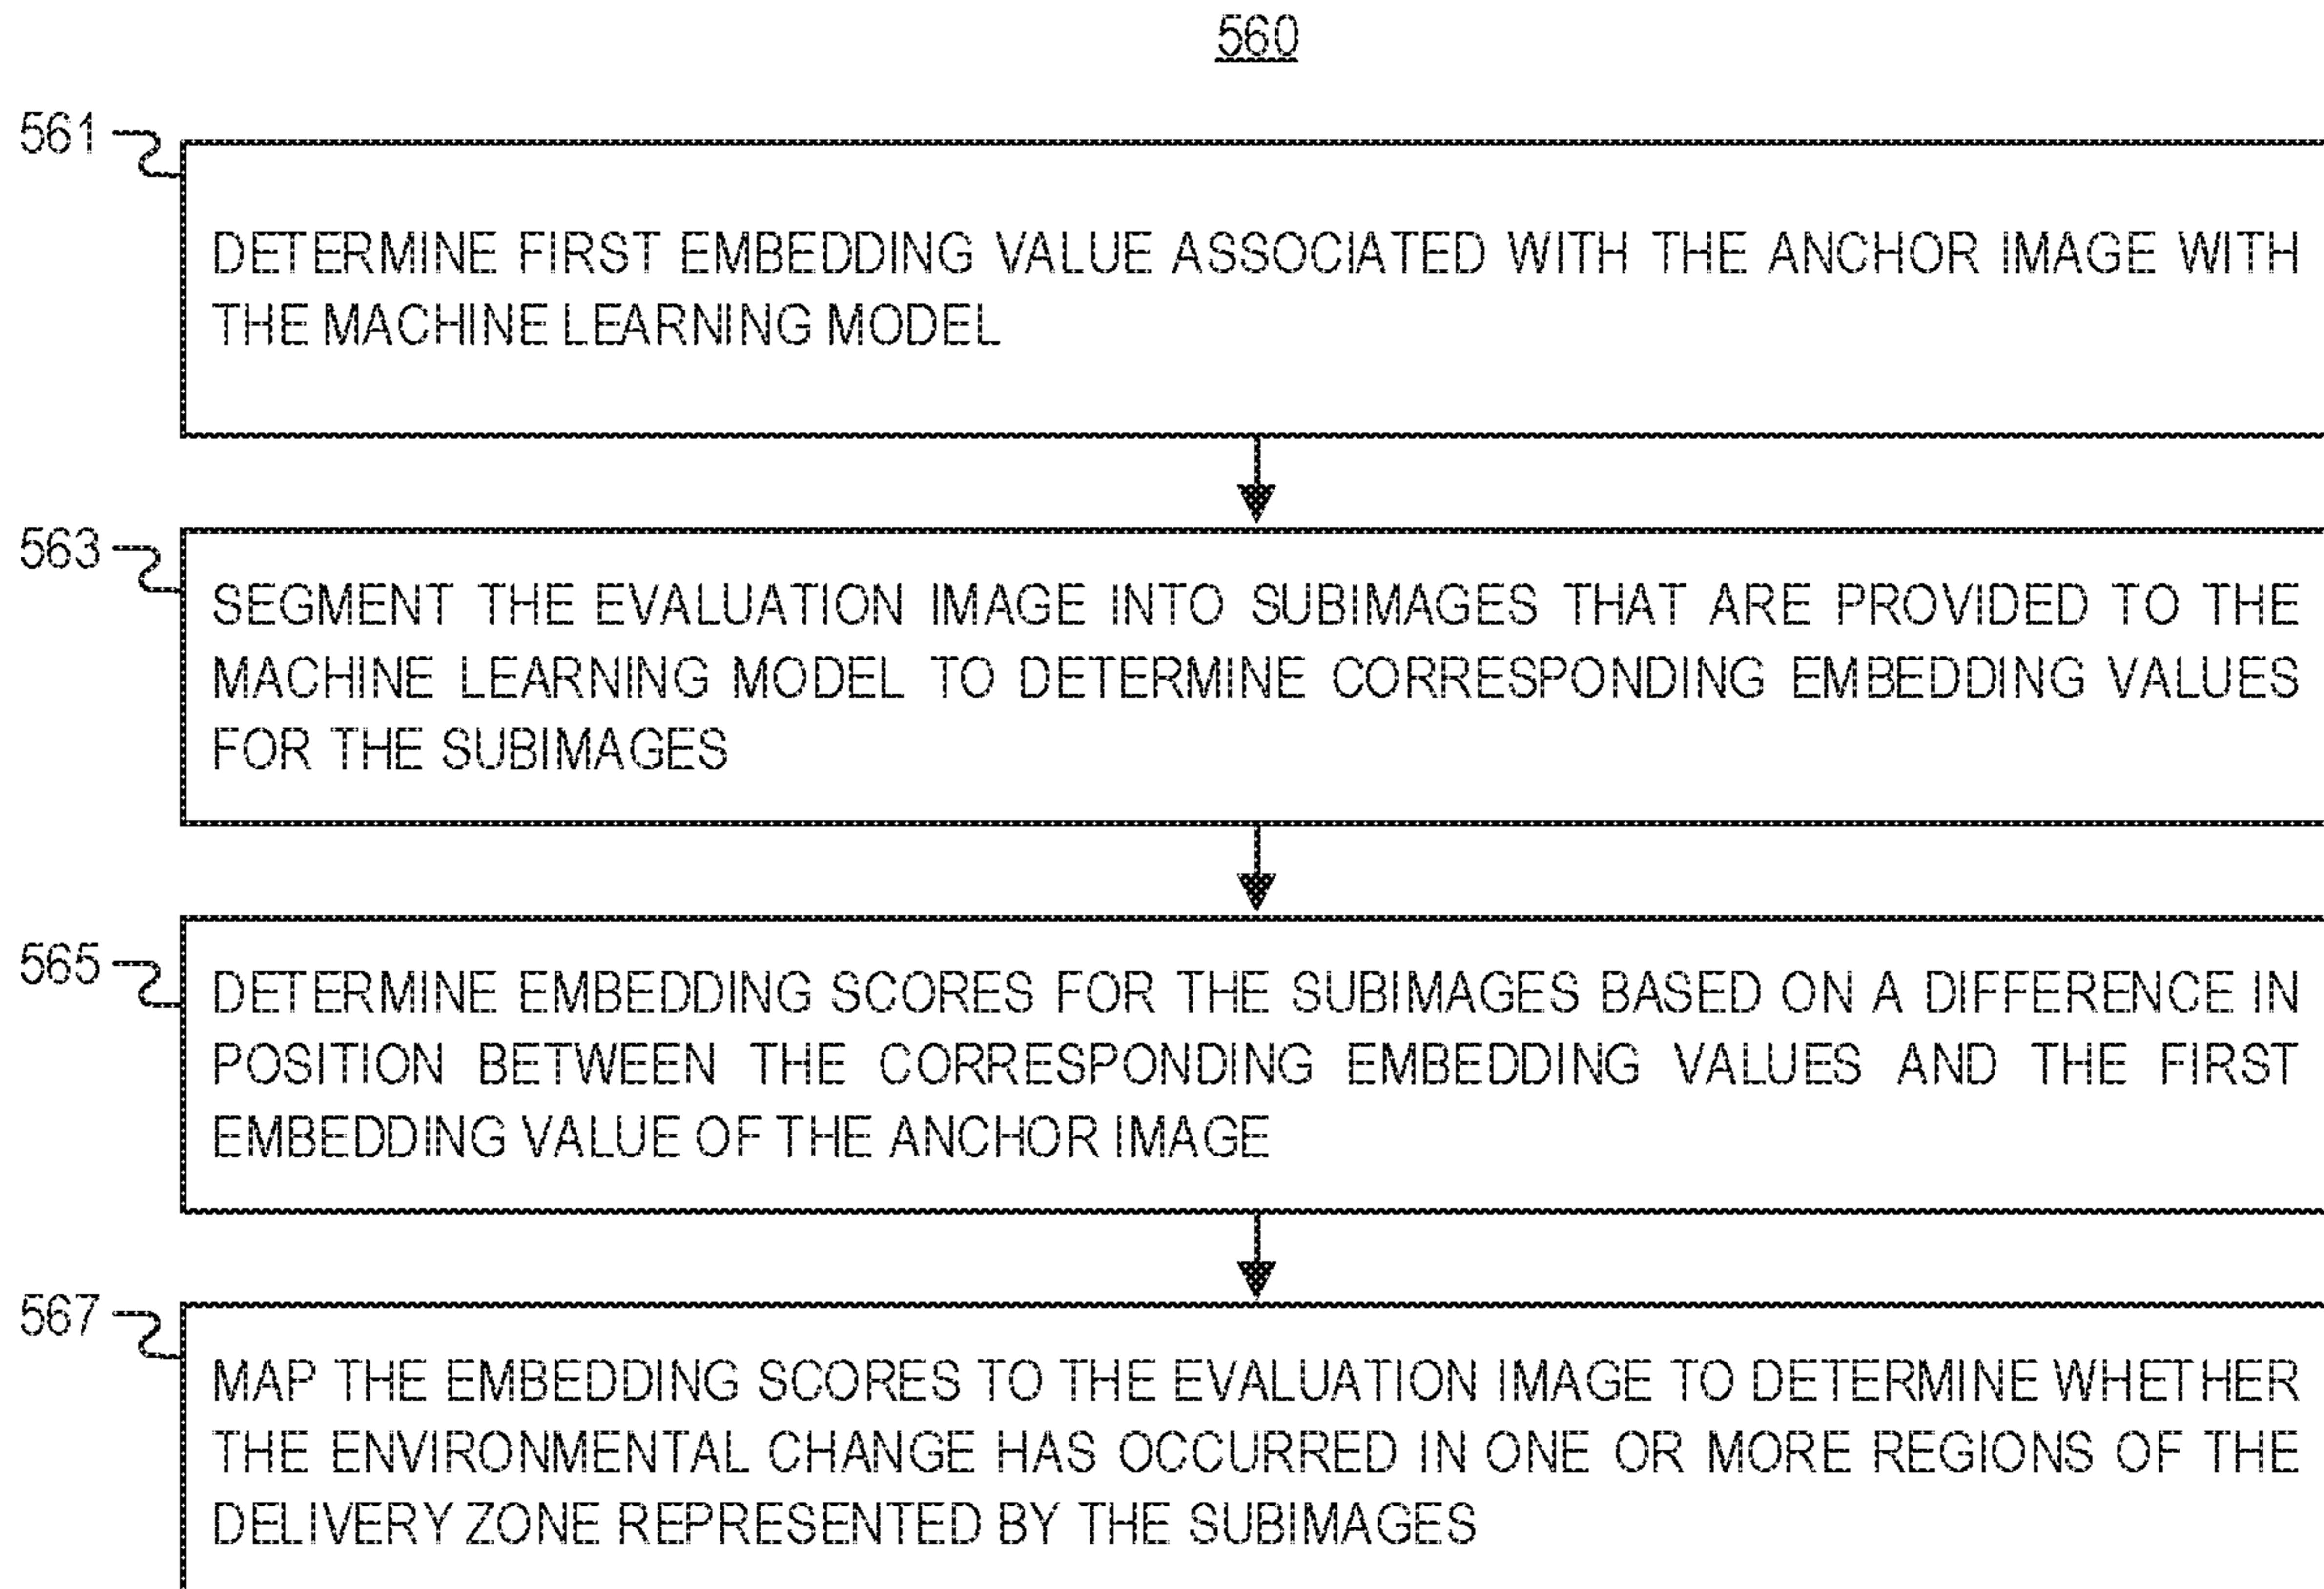 560
561
DETERMINE FIRST EMBEDDING VALUE ASSOCIATED WITH THE ANCHOR IMAGE WITH
THE MACHINE LEARNING MODEL
563
SEGMENT THE EVALUATION IMAGE INTO SUBIMAGES THAT ARE PROVIDED TO THE
MACHINE LEARNING MODEL TO DETERMINE CORRESPONDING EMBEDDING VALUES
FOR THE SUBIMAGES
565
DETERMINE EMBEDDING SCORES FOR THE SUBIMAGES BASED ON A DIFFERENCE IN
POSITION BETWEEN THE CORRESPONDING EMBEDDING VALUES AND THE FIRST
EMBEDDING VALUE OF THE ANCHOR IMAGE
567
MAP THE EMBEDDING SCORES TO THE EVALUATION IMAGE TO DETERMINE WHETHER
THE ENVIRONMENTAL CHANGE HAS OCCURRED IN ONE OR MORE REGIONS OF THE
DELIVERY ZONE REPRESENTED BY THE SUBIMAGES